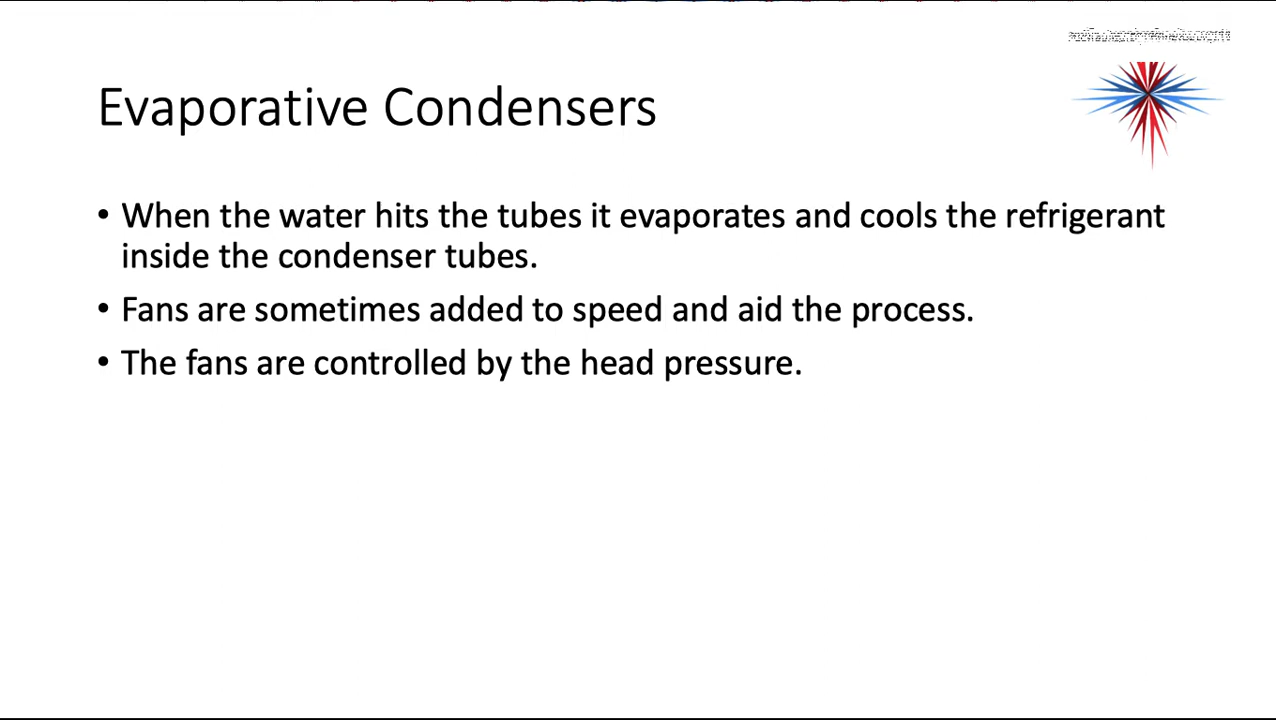 Evaporative Condensers
• When the water hits the tubes it evaporates and cools the refrigerant
inside the condenser tubes.
• Fans are sometimes added to speed and aid the process.
• The fans are controlled by the head pressure.